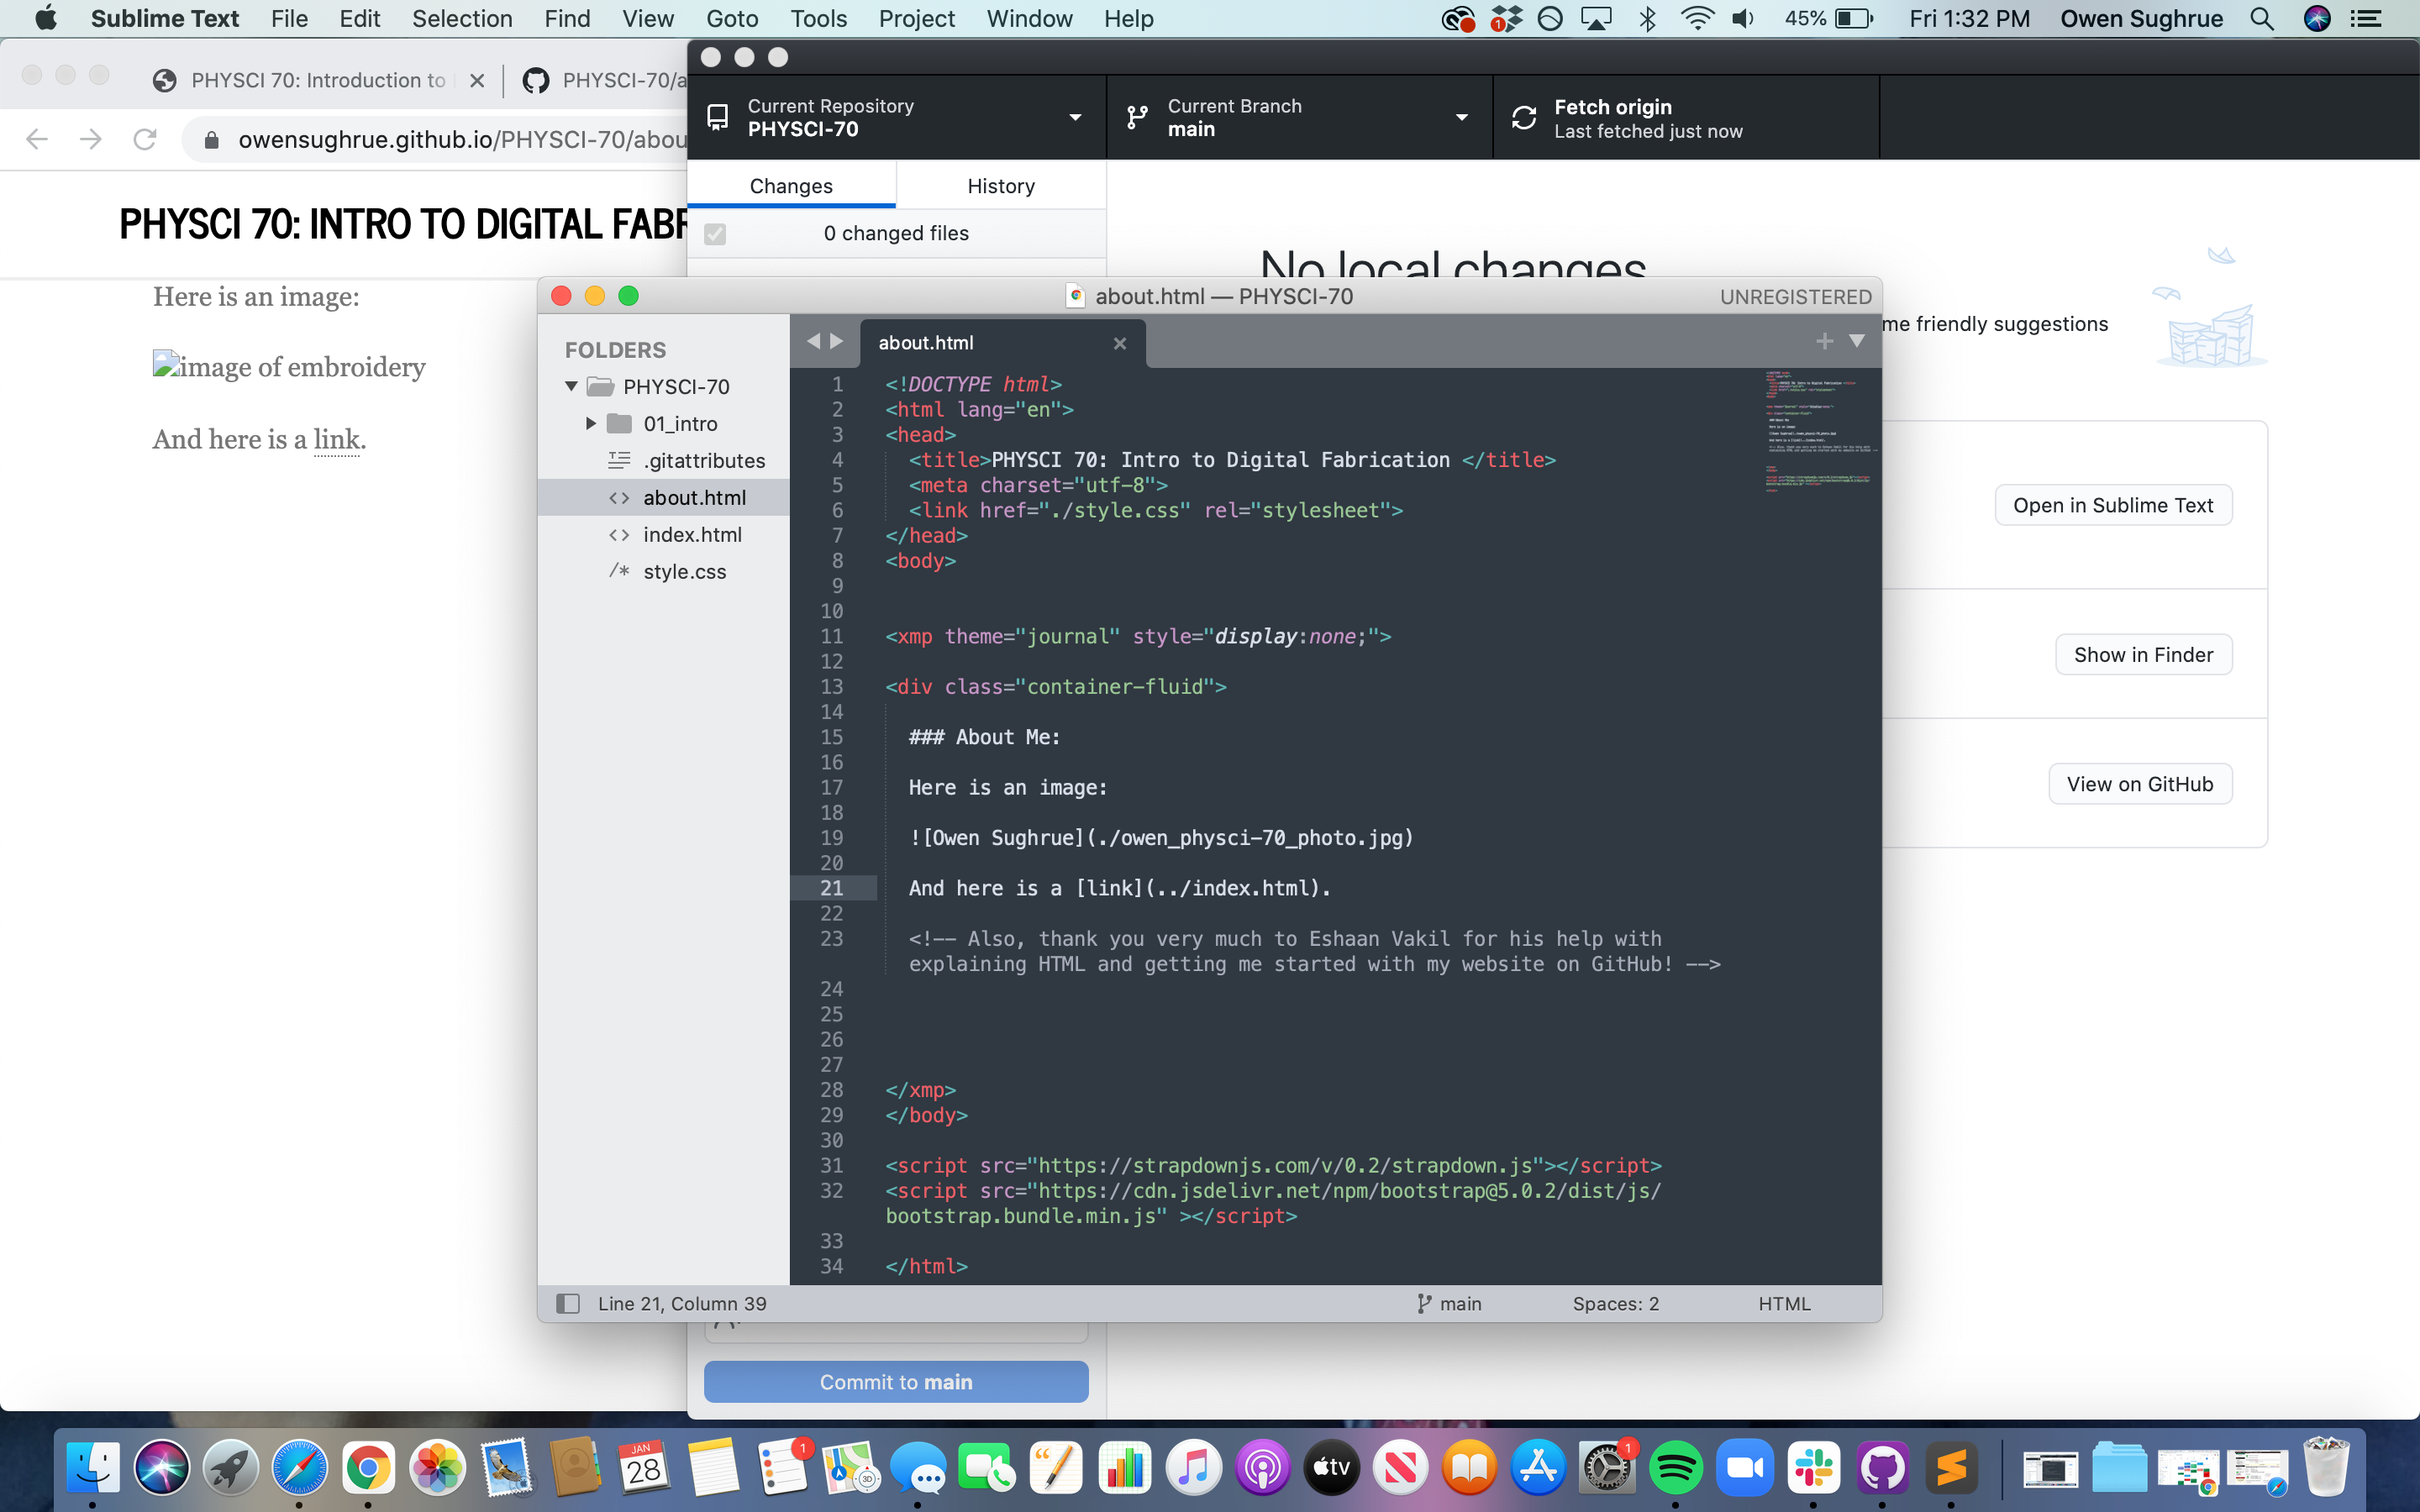 Sublime Text File Edit Selection Find View Goto Tools Project Window Help 1 45% Fri 1:32 PM Owen Sughrue
PHYSCI 70: Introduction to
PHYSCI-70/a
owensughrue.github.io/PHYSCI-70/abou
PHYSCI 70: INTRO TO DIGITAL FABR
Here is an image:
image of embroidery
And here is a link.
Current Repository
PHYSCI-70
Current Branch
main
Fetch origin
Last fetched just now
Changes History
0 changed files
No local changes
me friendly suggestions
Open in Sublime Text
Show in Finder
View on GitHub
about.html — PHYSCI-70
UNREGISTERED
FOLDERS
PHYSCI-70
01_intro
.gitattributes
about.html
index.html
style.css
about.html
1 <!DOCTYPE html>
2 <html lang="en">
3 <head>
4 <title>PHYSCI 70: Intro to Digital Fabrication </title>
5 <meta charset="utf-8">
6 <link href="./style.css" rel="stylesheet">
7 </head>
8 <body>
9
10
11 <xmp theme="journal" style="display:none;">
12
13 <div class="container-fluid">
14
15 ### About Me:
16
17 Here is an image:
18
19 ![Owen Sughrue](./owen_physci-70_photo.jpg)
20
21 And here is a [link](../index.html).
22
23 <!-- Also, thank you very much to Eshaan Vakil for his help with
explaining HTML and getting me started with my website on GitHub! -->
24
25
26
27
28 </xmp>
29 </body>
30
31 <script src="https://strapdownjs.com/v/0.2/strapdown.js"></script>
32 <script src="https://cdn.jsdelivr.net/npm/bootstrap@5.0.2/dist/js/
bootstrap.bundle.min.js" ></script>
33
34 </html>
Line 21, Column 39
main
Spaces: 2
HTML
Commit to main
JAN
28
1
3D
tv
1